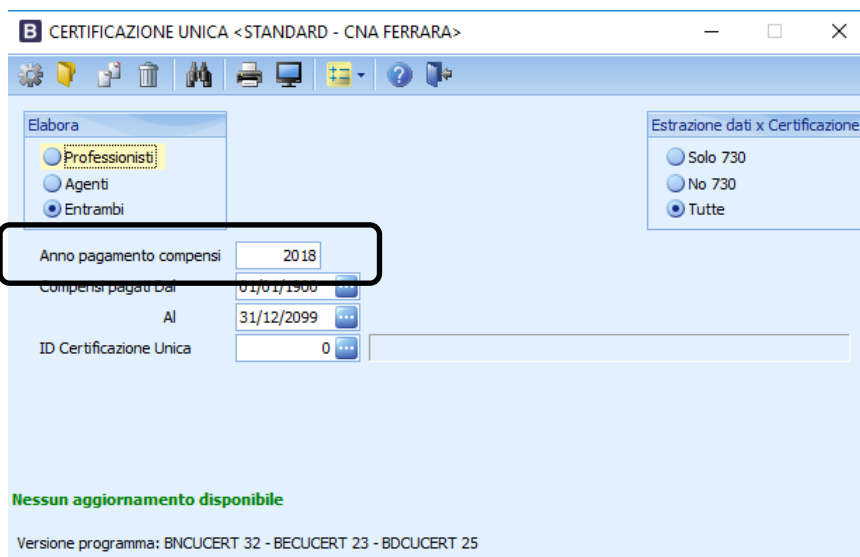 B CERTIFICAZIONE UNICA <STANDARD - CNA FERRARA>
Elabora
Professionisti
Agenti
Entrambi
Estrazione dati x Certificazione
Solo 730
No 730
Tutte
Anno pagamento compensi 2018
Compensi pagati Dal 01/01/1900
Al 31/12/2099
ID Certificazione Unica 0
Nessun aggiornamento disponibile
Versione programma: BNCUCERT 32 - BECUCERT 23 - BDCUCERT 25